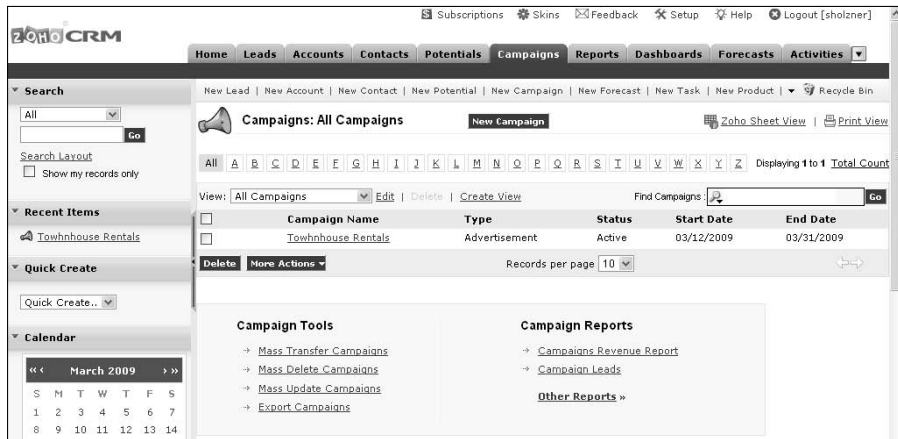 Subscriptions Skins Feedback Setup Help Logout [sholzner]
ZOHO CRM
Home Leads Accounts Contacts Potentials Campaigns Reports Dashboards Forecasts Activities
Search
All
Go
Search Layout
Show my records only
Recent Items
Towhnhouse Rentals
Quick Create
Quick Create..
Calendar
March 2009
S M T W T F S
1 2 3 4 5 6 7
8 9 10 11 12 13 14
New Lead | New Account | New Contact | New Potential | New Campaign | New Forecast | New Task | New Product | Recycle Bin
Campaigns: All Campaigns New Campaign Zoho Sheet View | Print View
All A B C D E F G H I J K L M N O P Q R S T U V W X Y Z Displaying 1 to 1 Total Count
View: All Campaigns Edit | Delete | Create View Find Campaigns : Go
Campaign Name Type Status Start Date End Date
Towhnhouse Rentals Advertisement Active 03/12/2009 03/31/2009
Delete More Actions Records per page 10
Campaign Tools
Mass Transfer Campaigns
Mass Delete Campaigns
Mass Update Campaigns
Export Campaigns
Campaign Reports
Campaigns Revenue Report
Campaign Leads
Other Reports »